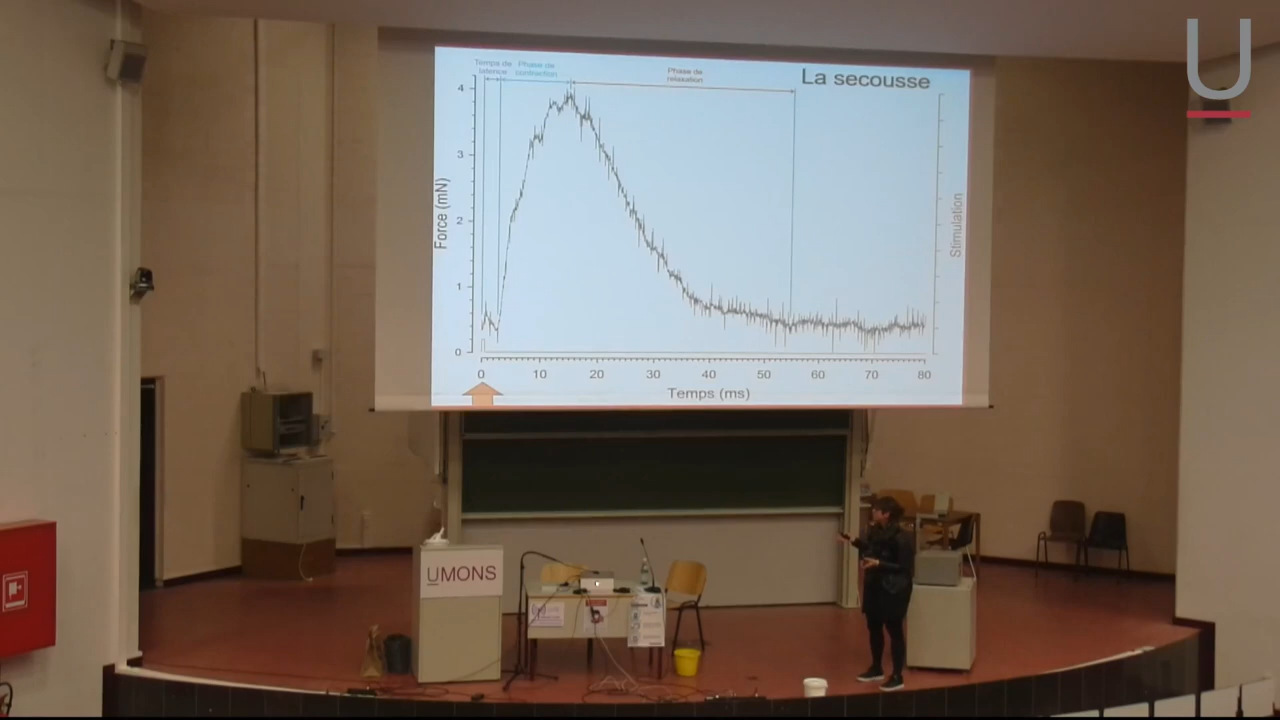 U
Temps de
latence
Phase de
contraction
Phase de
relaxation
La secousse
Force (mN)
4
3
2
1
0
Stimulation
0 10 20 30 40 50 60 70 80
Temps (ms)
UMONS